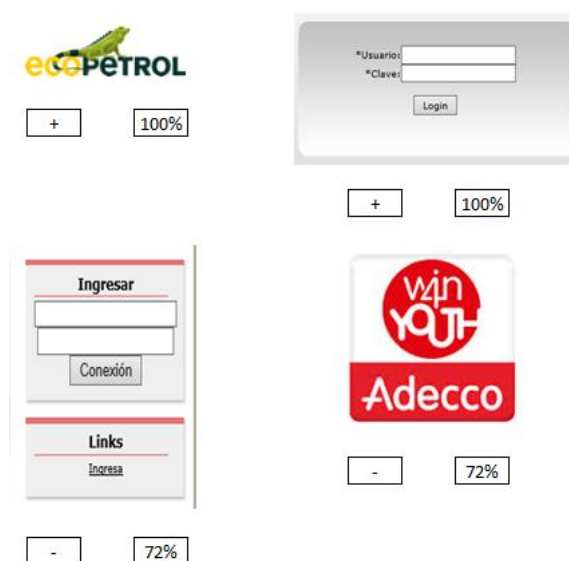 ecoPETROL
+ 100%
*Usuario:
*Clave:
Login
+ 100%
Ingresar
Conexión
Links
Ingresa
- 72%
w4in
YOUTH
Adecco
- 72%